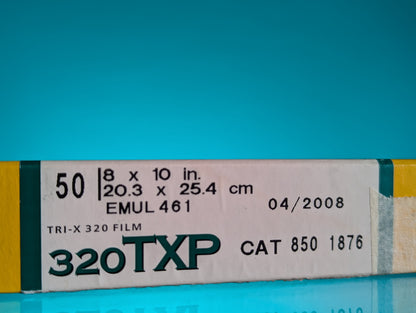 50 8 x 10 in.
20.3 x 25.4 cm
EMUL 461 04/2008
TRI-X 320 FILM
320TXP CAT 850 1876